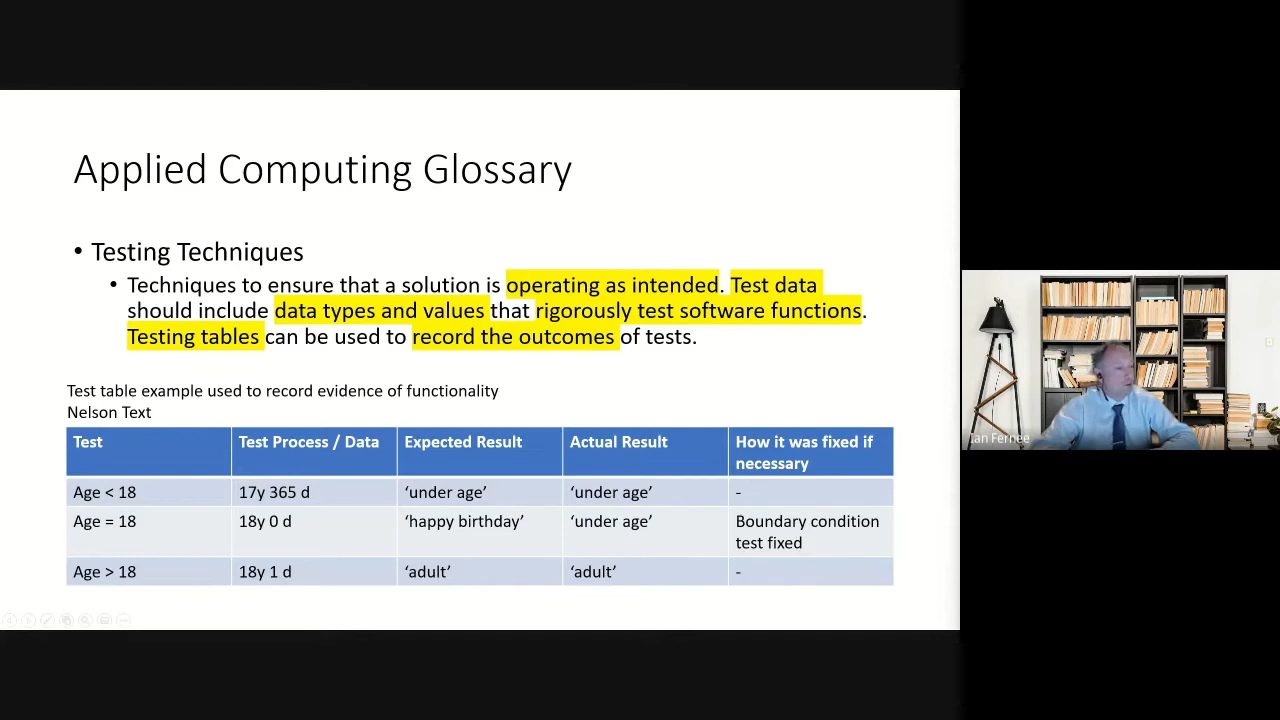 Applied Computing Glossary
• Testing Techniques
• Techniques to ensure that a solution is operating as intended. Test data
should include data types and values that rigorously test software functions.
Testing tables can be used to record the outcomes of tests.
Test table example used to record evidence of functionality
Nelson Text
Test
Test Process / Data
Expected Result
Actual Result
How it was fixed if
necessary
Age < 18
17y 365 d
‘under age’
‘under age’
-
Age = 18
18y 0 d
‘happy birthday’
‘under age’
Boundary condition
test fixed
Age > 18
18y 1 d
‘adult’
‘adult’
-
Ian Fernee